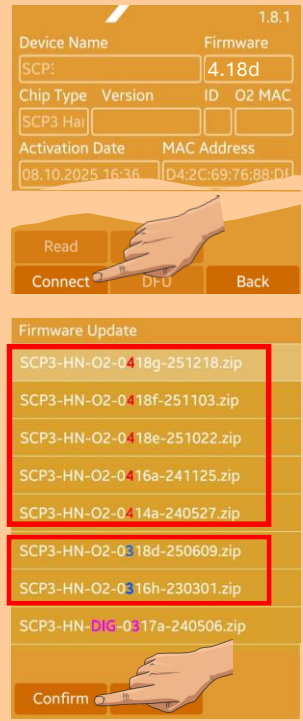 1.8.1
Device Name Firmware
SCP3 4.18d
Chip Type Version ID O2 MAC
SCP3 Han
Activation Date MAC Address
08.10.2025 16:36 D4:2C:69:76:88:DF
Read
Connect DFU Back
Firmware Update
SCP3-HN-O2-0418g-251218.zip
SCP3-HN-O2-0418f-251103.zip
SCP3-HN-O2-0418e-251022.zip
SCP3-HN-O2-0416a-241125.zip
SCP3-HN-O2-0414a-240527.zip
SCP3-HN-O2-0318d-250609.zip
SCP3-HN-O2-0316h-230301.zip
SCP3-HN-DIG-0317a-240506.zip
Confirm